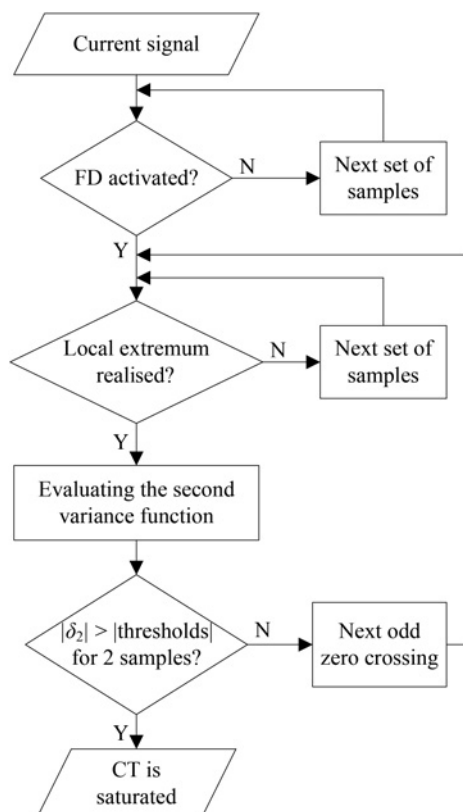 Current signal
FD activated?
N
Next set of
samples
Y
Local extremum
realised?
N
Next set of
samples
Y
Evaluating the second
variance function
|δ₂| > |thresholds|
for 2 samples?
N
Next odd
zero crossing
Y
CT is
saturated